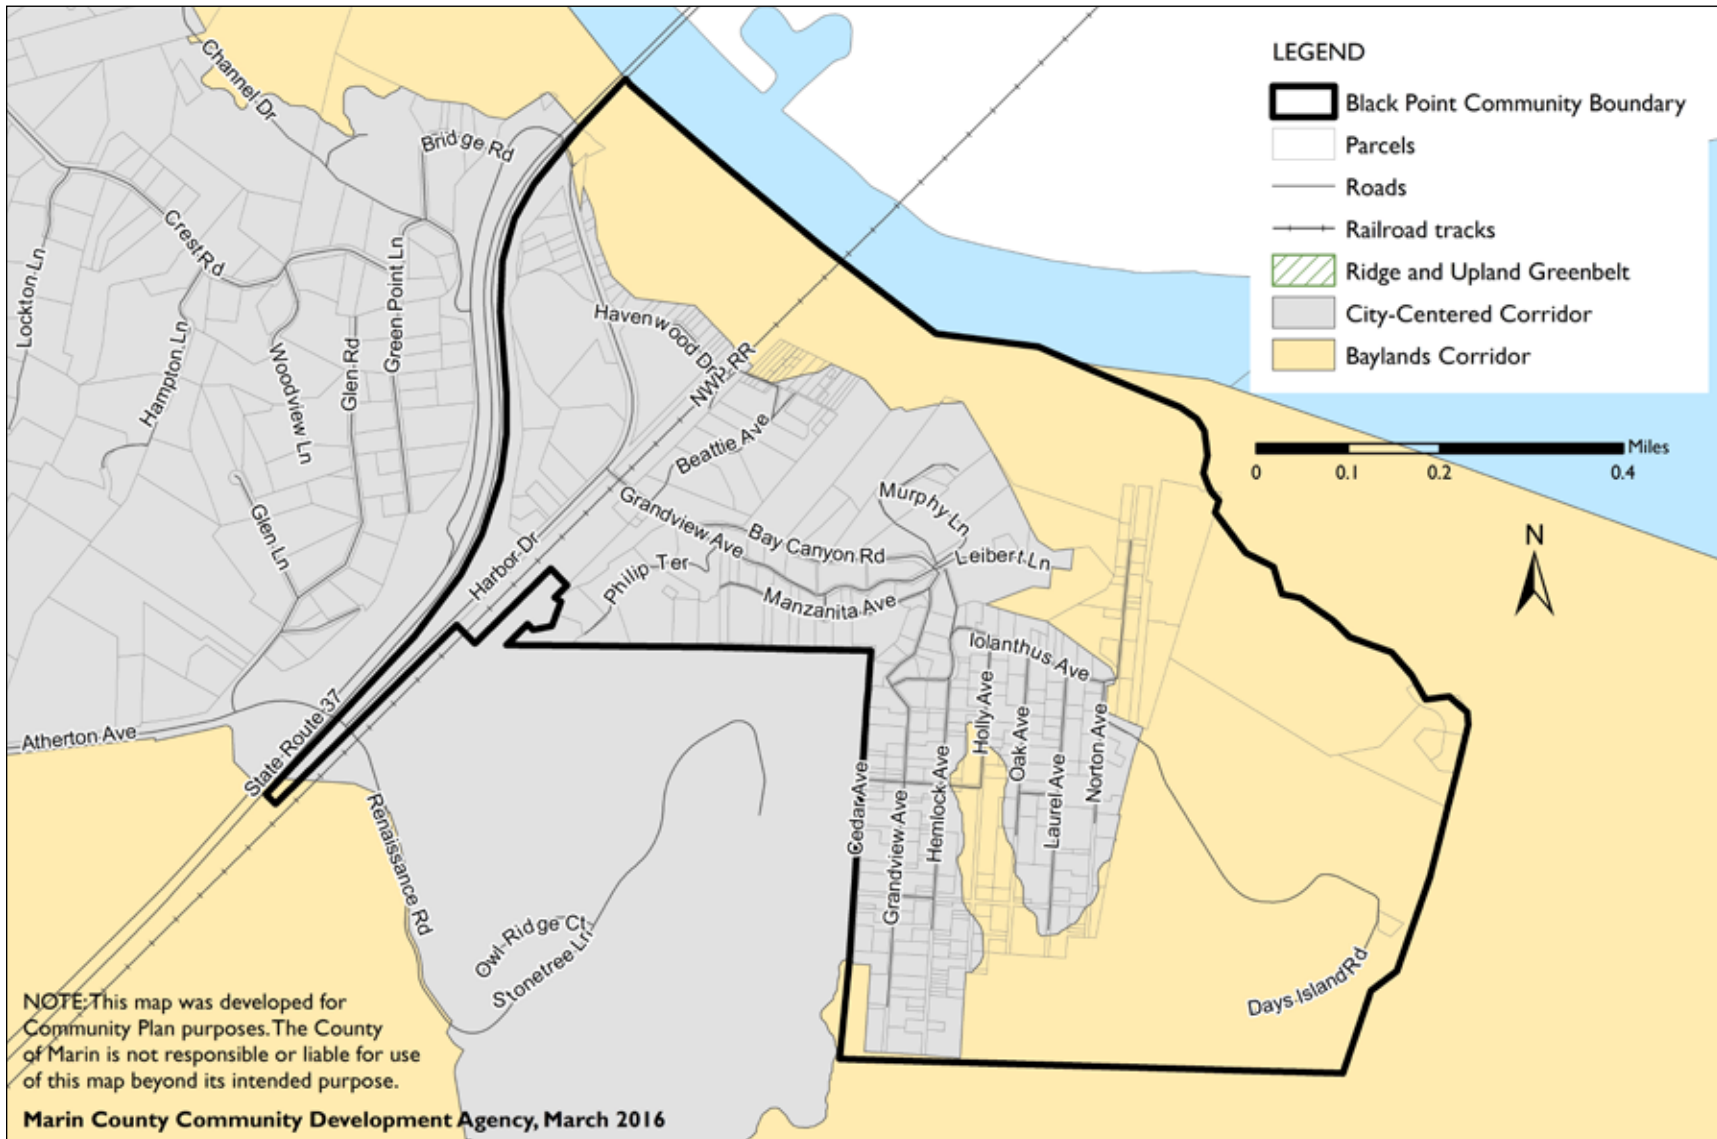 LEGEND
Black Point Community Boundary
Parcels
Roads
Railroad tracks
Ridge and Upland Greenbelt
City-Centered Corridor
Baylands Corridor
Miles
0 0.1 0.2 0.4
N
Channel Dr
Bridge Rd
Crest Rd
Lockton Ln
Hampton Ln
Woodview Ln
Glen Rd
Green Point Ln
Glen Ln
Havenwood Dr
NWP RR
Beattie Ave
Grandview Ave
Murphy Ln
Bay Canyon Rd
Leibert Ln
Harbor Dr
Philip Ter
Manzanita Ave
Iolanthus Ave
Holly Ave
Oak Ave
Laurel Ave
Norton Ave
Cedar Ave
Grandview Ave
Hemlock Ave
State Route 37
Atherton Ave
Renaissance Rd
Owl Ridge Ct
Stonetree Ln
Days Island Rd
NOTE: This map was developed for
Community Plan purposes. The County
of Marin is not responsible or liable for use
of this map beyond its intended purpose.
Marin County Community Development Agency, March 2016